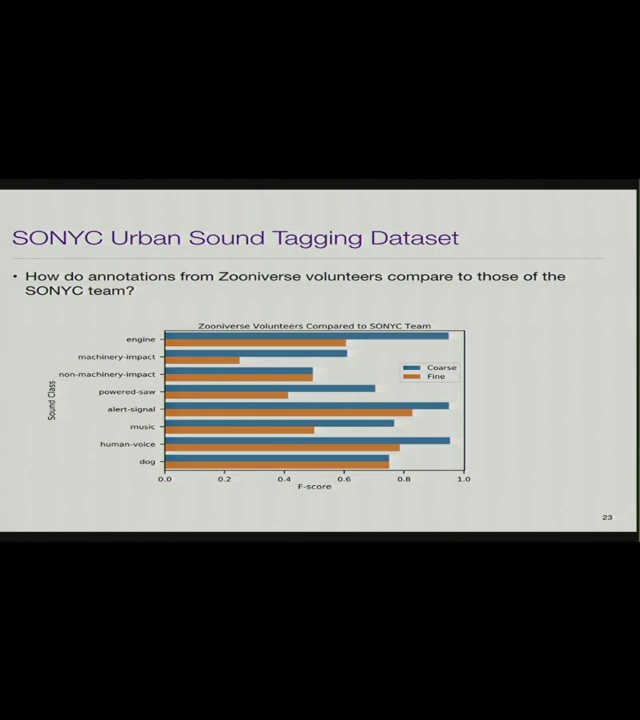 SONYC Urban Sound Tagging Dataset
• How do annotations from Zooniverse volunteers compare to those of the
SONYC team?
Zooniverse Volunteers Compared to SONYC Team
Sound Class
engine
machinery-impact
non-machinery-impact
powered-saw
alert-signal
music
human-voice
dog
Coarse
Fine
0.0 0.2 0.4 0.6 0.8 1.0
F-score
23